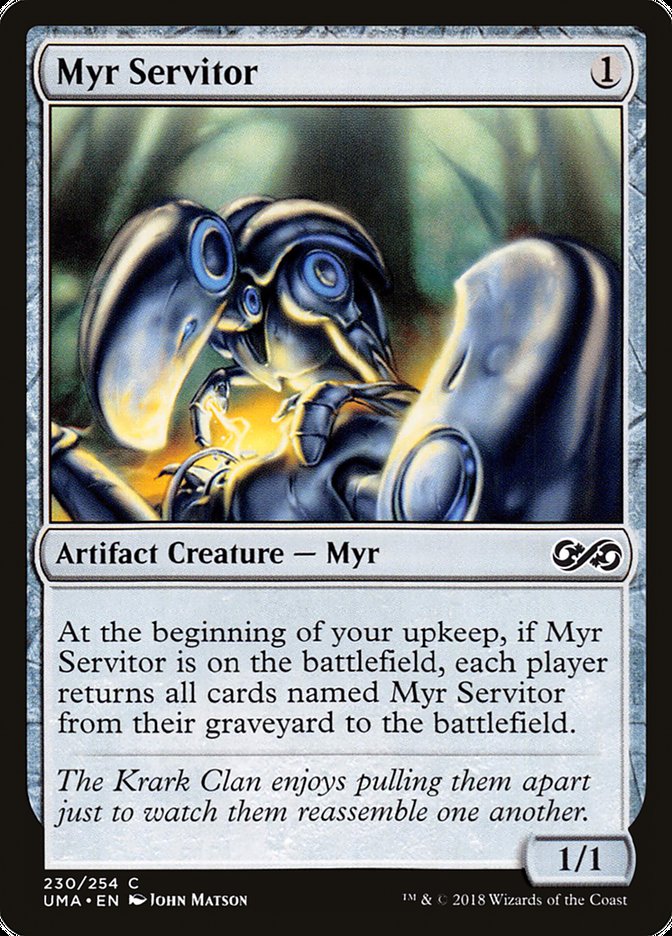 Myr Servitor
1
Artifact Creature — Myr
At the beginning of your upkeep, if Myr
Servitor is on the battlefield, each player
returns all cards named Myr Servitor
from their graveyard to the battlefield.
The Krark Clan enjoys pulling them apart
just to watch them reassemble one another.
1/1
230/254 C
UMA • EN John Matson
™ & © 2018 Wizards of the Coast